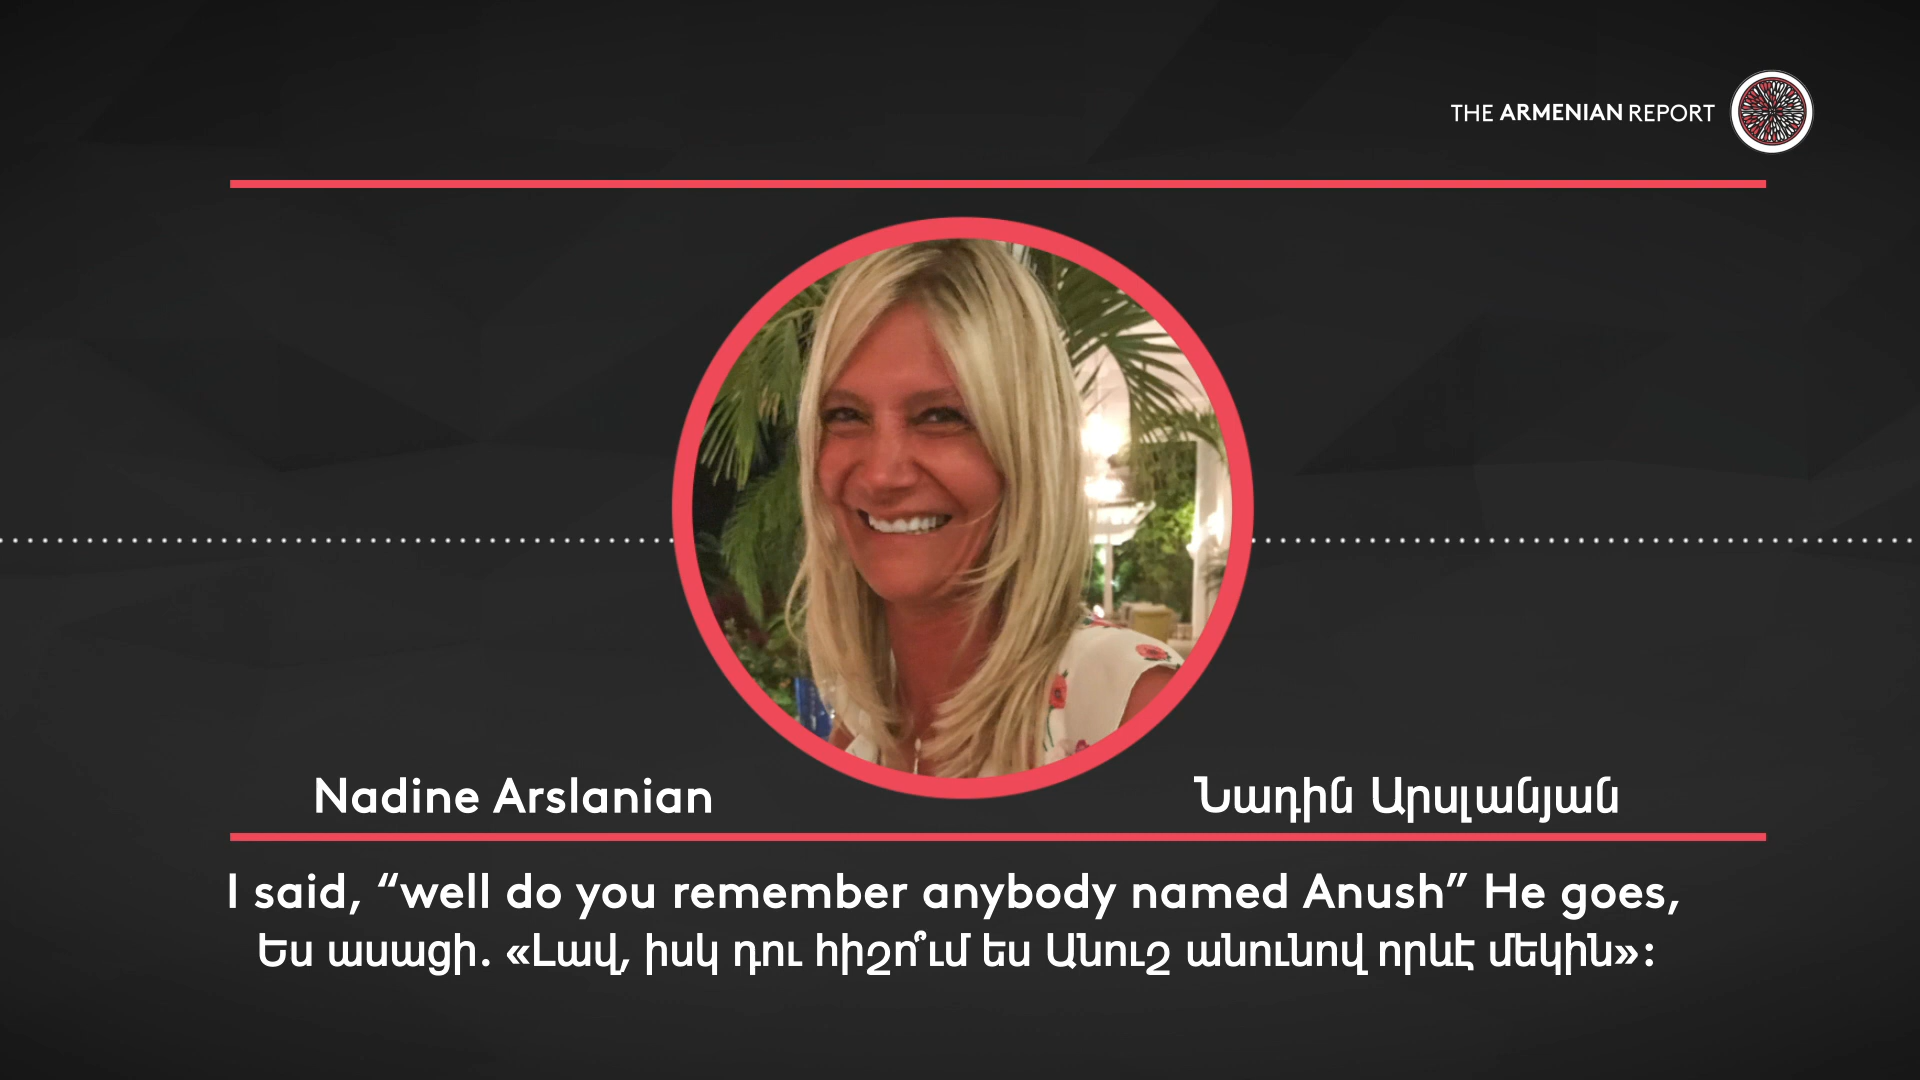 THE ARMENIAN REPORT
Nadine Arslanian
Նադին Արսլանյան
I said, “well do you remember anybody named Anush” He goes,
Ես ասացի. «Լավ, իսկ դու հիշո՞ւմ ես Անուշ անունով որևէ մեկին»: